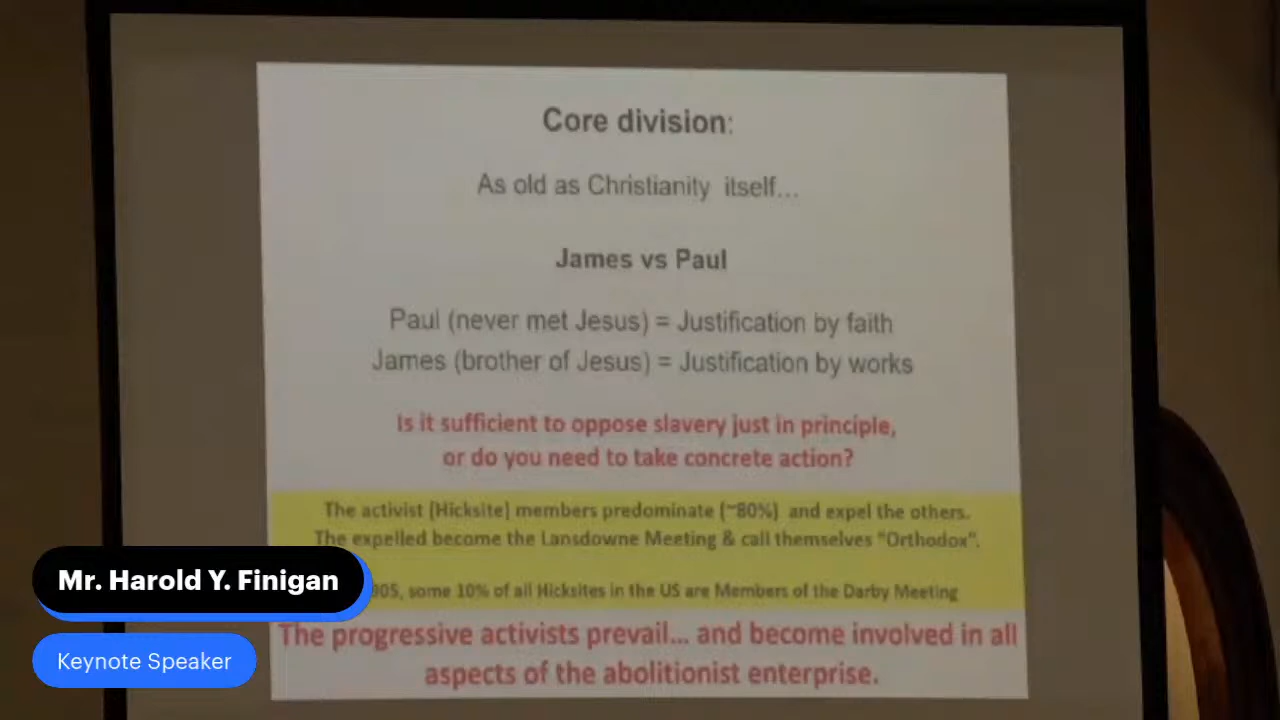 Core division:
As old as Christianity itself...
James vs Paul
Paul (never met Jesus) = Justification by faith
James (brother of Jesus) = Justification by works
Is it sufficient to oppose slavery just in principle,
or do you need to take concrete action?
The activist (Hicksite) members predominate (~80%) and expel the others.
The expelled become the Lansdowne Meeting & call themselves "Orthodox".
some 10% of all Hicksites in the US are Members of the Darby Meeting
The progressive activists prevail... and become involved in all
aspects of the abolitionist enterprise.
Mr. Harold Y. Finigan
Keynote Speaker